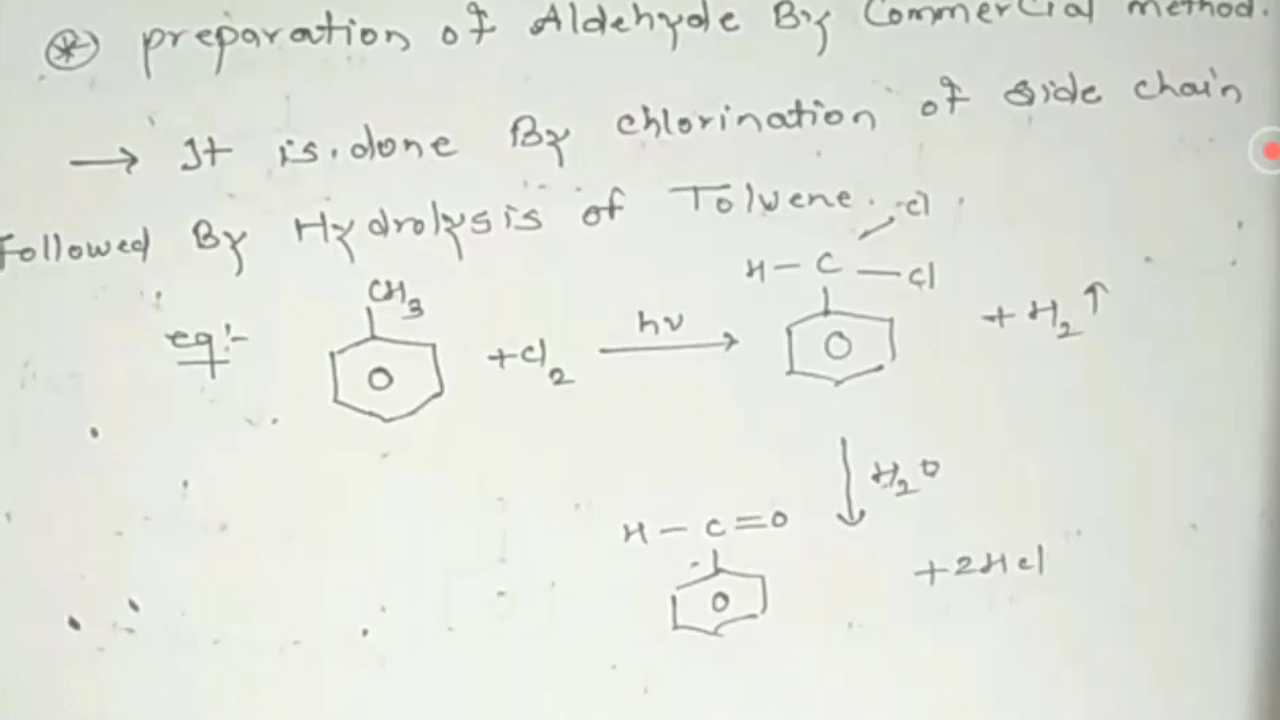 ⊛ preparation of Aldehyde By Commercial method.
→ It is done By chlorination of side chain
Followed By Hydrolysis of Toluene.
eg:-
CH3
+ Cl2
hν
Cl
H - C - Cl
+ H2 ↑
H2O
H - C = O
+ 2HCl